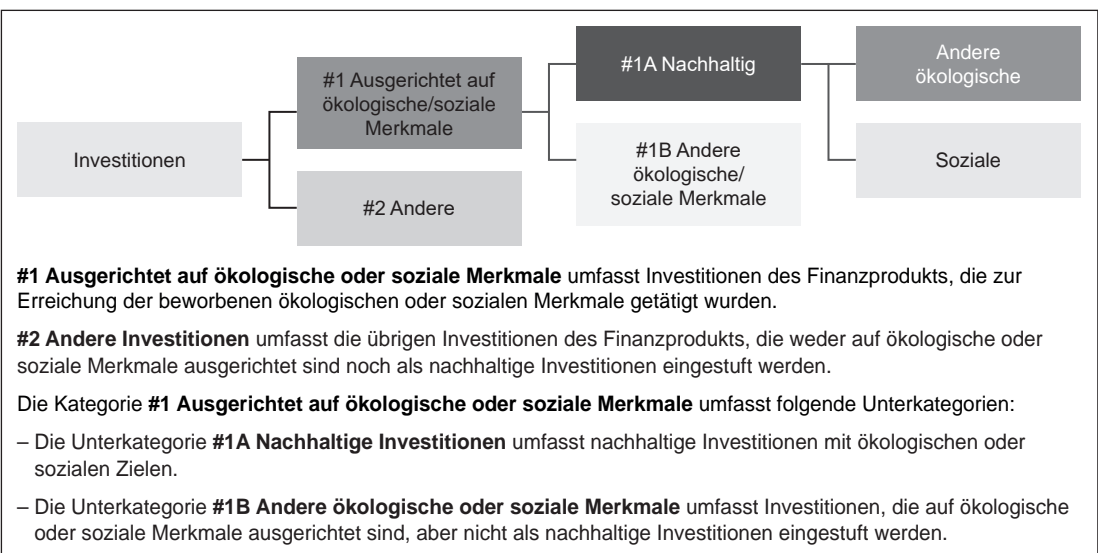 Investitionen
#1 Ausgerichtet auf
ökologische/soziale
Merkmale
#2 Andere
#1A Nachhaltig
#1B Andere
ökologische/
soziale Merkmale
Andere
ökologische
Soziale
#1 Ausgerichtet auf ökologische oder soziale Merkmale umfasst Investitionen des Finanzprodukts, die zur
Erreichung der beworbenen ökologischen oder sozialen Merkmale getätigt wurden.
#2 Andere Investitionen umfasst die übrigen Investitionen des Finanzprodukts, die weder auf ökologische oder
soziale Merkmale ausgerichtet sind noch als nachhaltige Investitionen eingestuft werden.
Die Kategorie #1 Ausgerichtet auf ökologische oder soziale Merkmale umfasst folgende Unterkategorien:
– Die Unterkategorie #1A Nachhaltige Investitionen umfasst nachhaltige Investitionen mit ökologischen oder
sozialen Zielen.
– Die Unterkategorie #1B Andere ökologische oder soziale Merkmale umfasst Investitionen, die auf ökologische
oder soziale Merkmale ausgerichtet sind, aber nicht als nachhaltige Investitionen eingestuft werden.